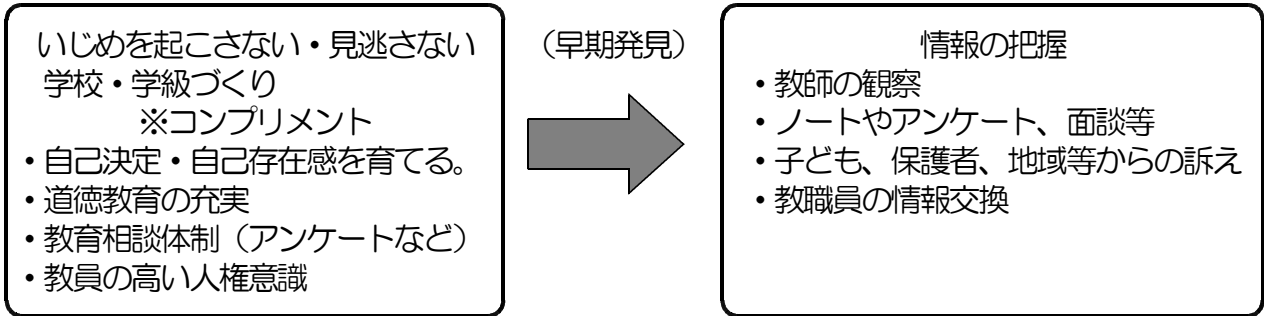 いじめを起こさない・見逃さない
学校・学級づくり
※コンプリメント
・自己決定・自己存在感を育てる。
・道徳教育の充実
・教育相談体制（アンケートなど）
・教員の高い人権意識
（早期発見）
情報の把握
・教師の観察
・ノートやアンケート、面談等
・子ども、保護者、地域等からの訴え
・教職員の情報交換